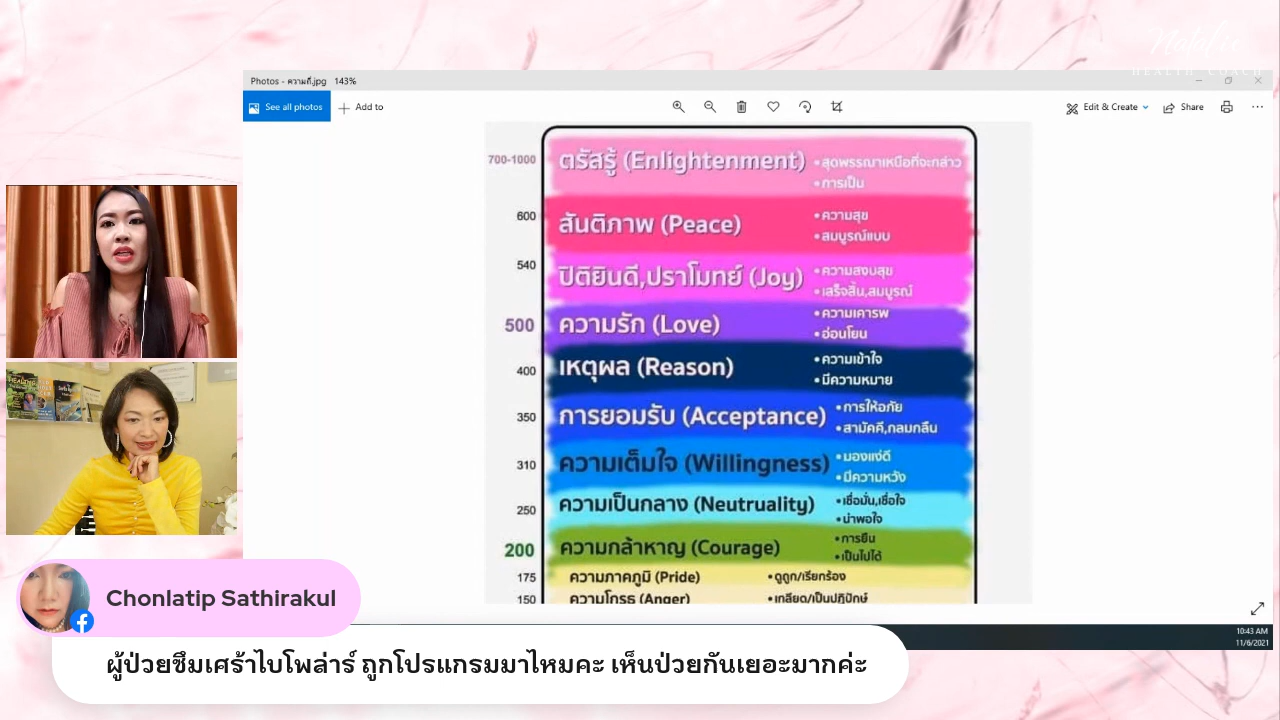 Natalie
HEALTH COACH
Photos - ความถี่.jpg 143%
See all photos
Add to
Edit & Create
Share
700-1000 ตรัสรู้ (Enlightenment) •สุดพรรณาเหนือที่จะกล่าว
•การเป็น
600 สันติภาพ (Peace) •ความสุข
•สมบูรณ์แบบ
540 ปิติยินดี,ปราโมทย์ (Joy) •ความสงบสุข
•เสร็จสิ้น,สมบูรณ์
500 ความรัก (Love) •ความเคารพ
•อ่อนโยน
400 เหตุผล (Reason) •ความเข้าใจ
•มีความหมาย
350 การยอมรับ (Acceptance) •การให้อภัย
•สามัคคี,กลมกลืน
310 ความเต็มใจ (Willingness) •มองแง่ดี
•มีความหวัง
250 ความเป็นกลาง (Neutruality) •เชื่อมั่น,เชื่อใจ
•น่าพอใจ
200 ความกล้าหาญ (Courage) •การยืน
•เป็นไปได้
175 ความภาคภูมิ (Pride) •ดูถูก/เรียกร้อง
150 ความโกรธ (Anger) •เกลียด/เป็นปฏิปักษ์
10:43 AM
11/6/2021
Chonlatip Sathirakul
ผู้ป่วยซึมเศร้าไบโพล่าร์ ถูกโปรแกรมมาไหมคะ เห็นป่วยกันเยอะมากค่ะ